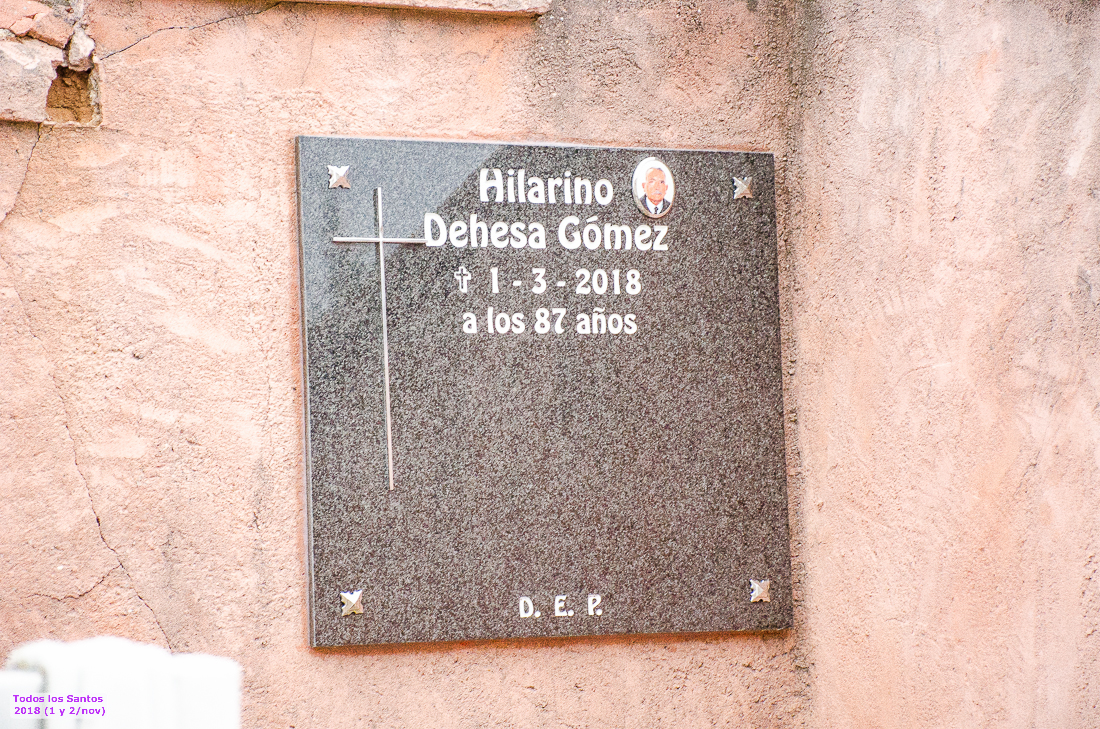 Hilarino
Dehesa Gómez
✝ 1 - 3 - 2018
a los 87 años
D. E. P.
Todos los Santos
2018 (1 y 2/nov)